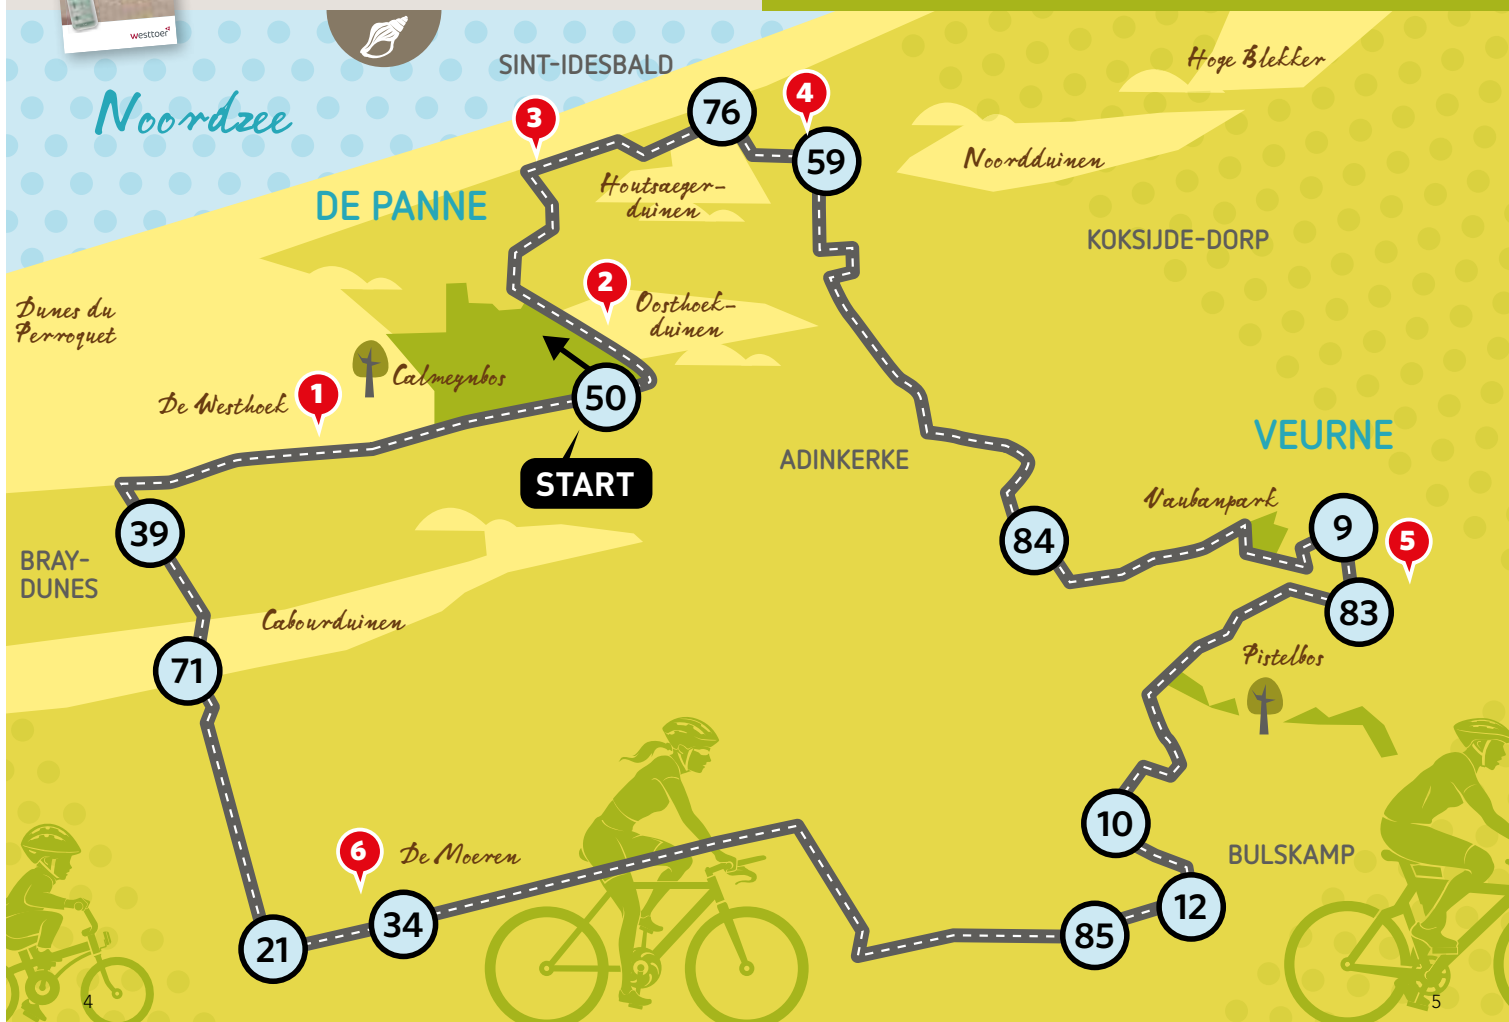 westtoer
Noordzee
SINT-IDESBALD
Hoge Blekker
76
4
3
59
Noordduinen
Houtsaeger-
duinen
DE PANNE
KOKSIJDE-DORP
2
Oosthoek-
duinen
Dunes du
Perroquet
Calmeynbos
De Westhoek
1
50
START
ADINKERKE
VEURNE
Vaubanpark
9
5
39
84
BRAY-
DUNES
83
Cabourduinen
71
Pistelbos
10
6
De Moeren
BULSKAMP
12
34
85
21
4
5